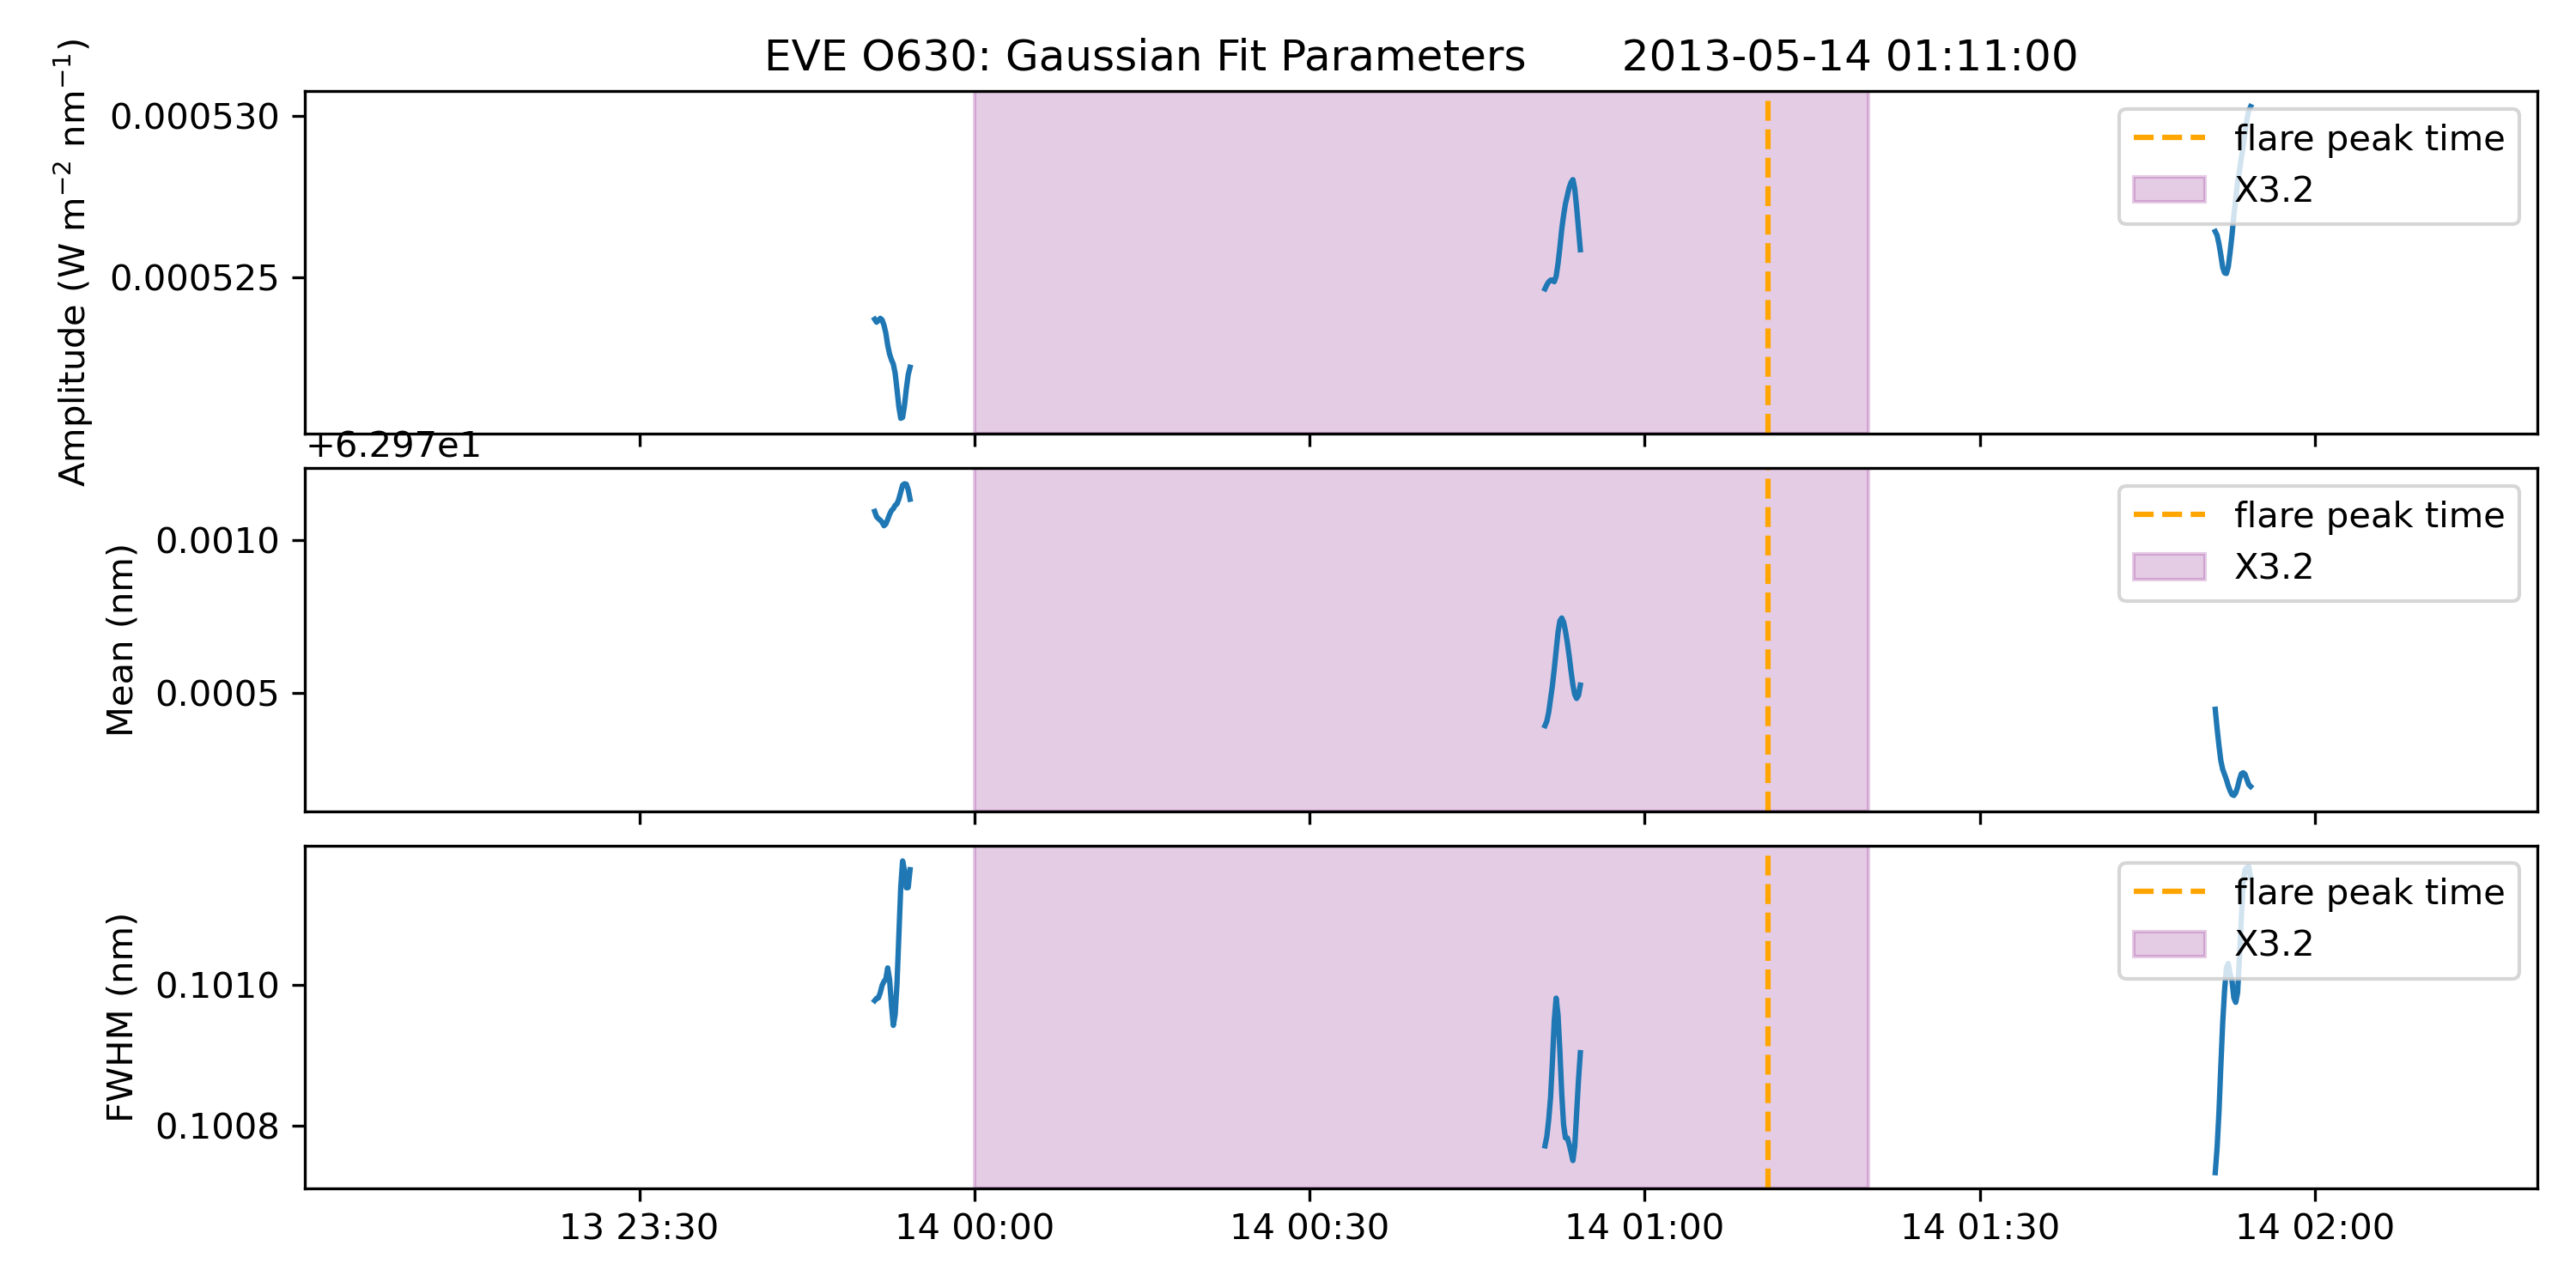 EVE O630: Gaussian Fit Parameters 2013-05-14 01:11:00
Amplitude (W m⁻² nm⁻¹)
0.000530
0.000525
flare peak time
X3.2
+6.297e1
Mean (nm)
0.0010
0.0005
flare peak time
X3.2
FWHM (nm)
0.1010
0.1008
flare peak time
X3.2
13 23:30
14 00:00
14 00:30
14 01:00
14 01:30
14 02:00